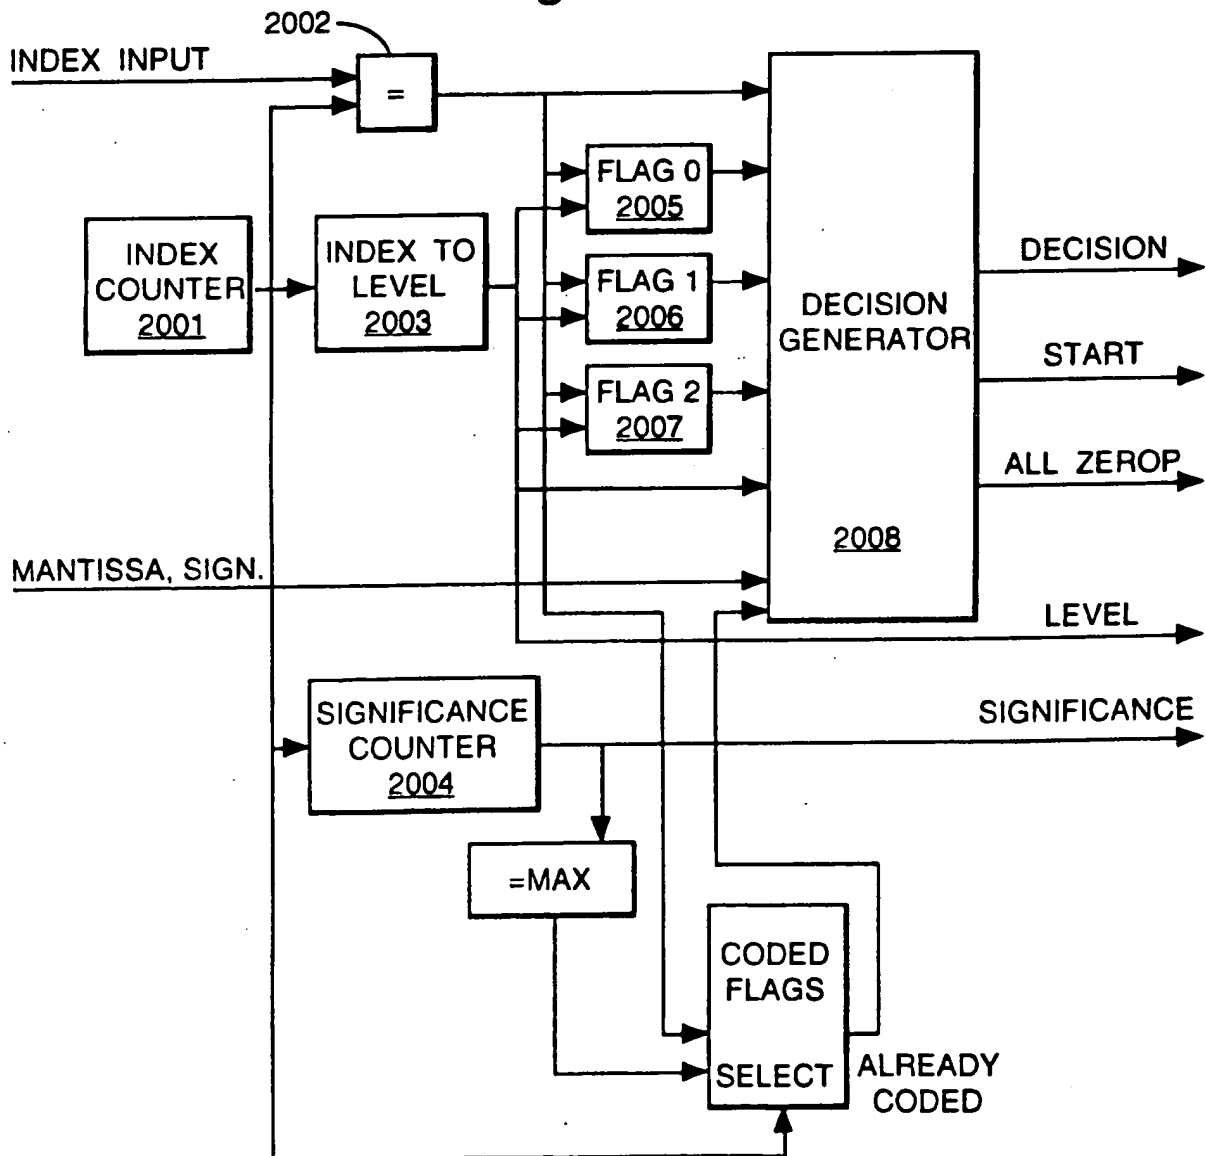 2002
INDEX INPUT
=
FLAG 0
2005
INDEX
COUNTER
2001
INDEX TO
LEVEL
2003
FLAG 1
2006
FLAG 2
2007
DECISION
GENERATOR
2008
DECISION
START
ALL ZEROP
MANTISSA, SIGN.
LEVEL
SIGNIFICANCE
COUNTER
2004
SIGNIFICANCE
=MAX
CODED
FLAGS
SELECT
ALREADY
CODED